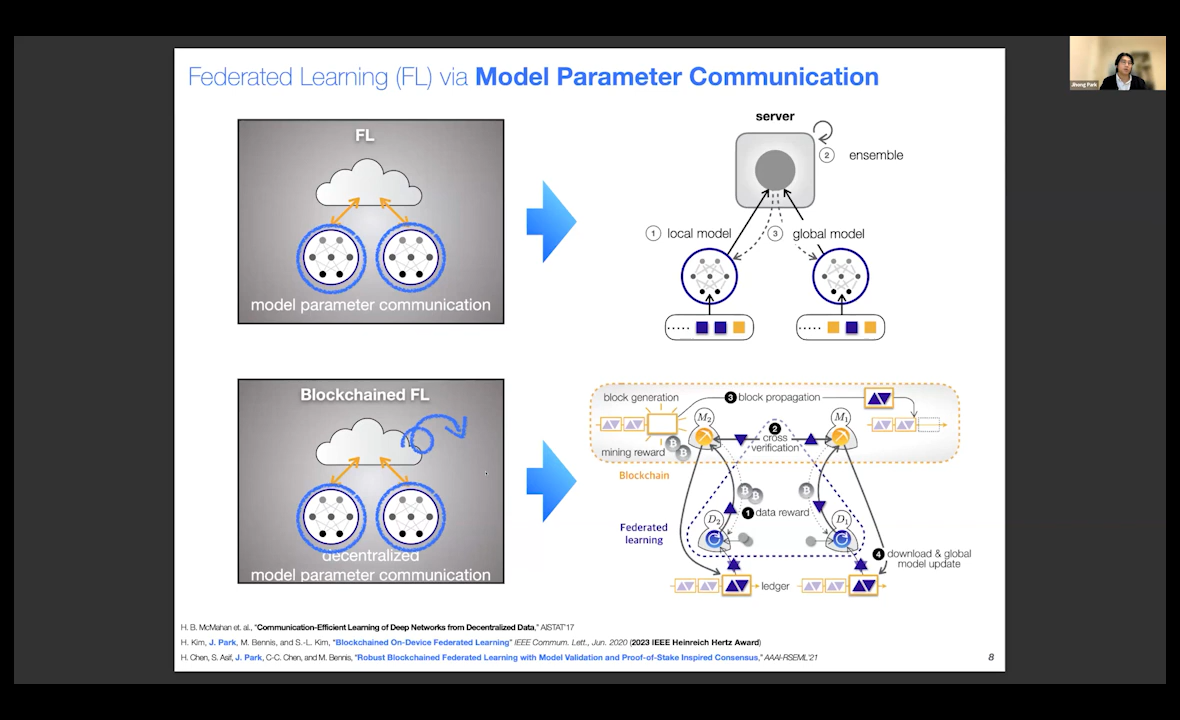 Federated Learning (FL) via Model Parameter Communication
Jihong Park
FL
model parameter communication
server
2
ensemble
1 local model
3 global model
Blockchained FL
decentralized
model parameter communication
block generation
3 block propagation
M2
M1
2
cross
verification
mining reward
Blockchain
1 data reward
Federated
learning
D2
D1
4 download & global
model update
ledger
H. B. McMahan et. al., "Communication-Efficient Learning of Deep Networks from Decentralized Data," AISTAT'17
H. Kim, J. Park, M. Bennis, and S.-L. Kim, "Blockchained On-Device Federated Learning" IEEE Commum. Lett., Jun. 2020 (2023 IEEE Heinreich Hertz Award)
H. Chen, S. Asif, J. Park, C-C. Chen, and M. Bennis, "Robust Blockchained Federated Learning with Model Validation and Proof-of-Stake Inspired Consensus," AAAI-RSEML'21
8